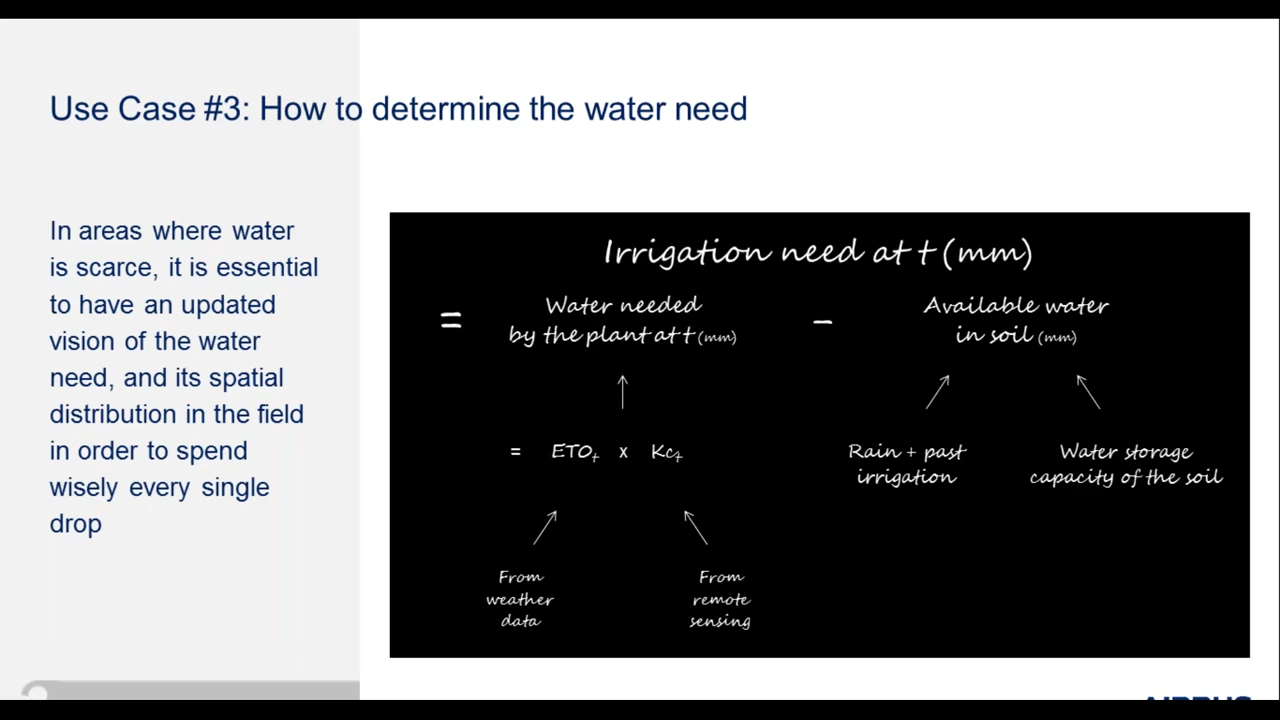 Use Case #3: How to determine the water need
In areas where water
is scarce, it is essential
to have an updated
vision of the water
need, and its spatial
distribution in the field
in order to spend
wisely every single
drop
Irrigation need at t (mm)
= Water needed - Available water
by the plant at t (mm) in soil (mm)
= ETO t x Kc t
Rain + past Water storage
irrigation capacity of the soil
From From
weather remote
data sensing